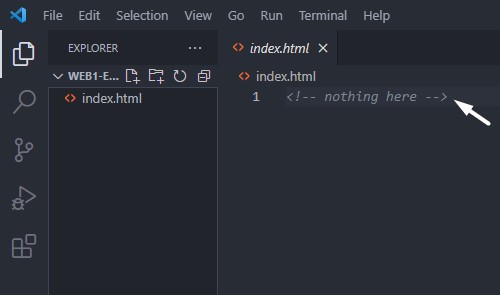 File Edit Selection View Go Run Terminal Help
EXPLORER ...
index.html
WEB1-E...
index.html
index.html
1 <!-- nothing here -->